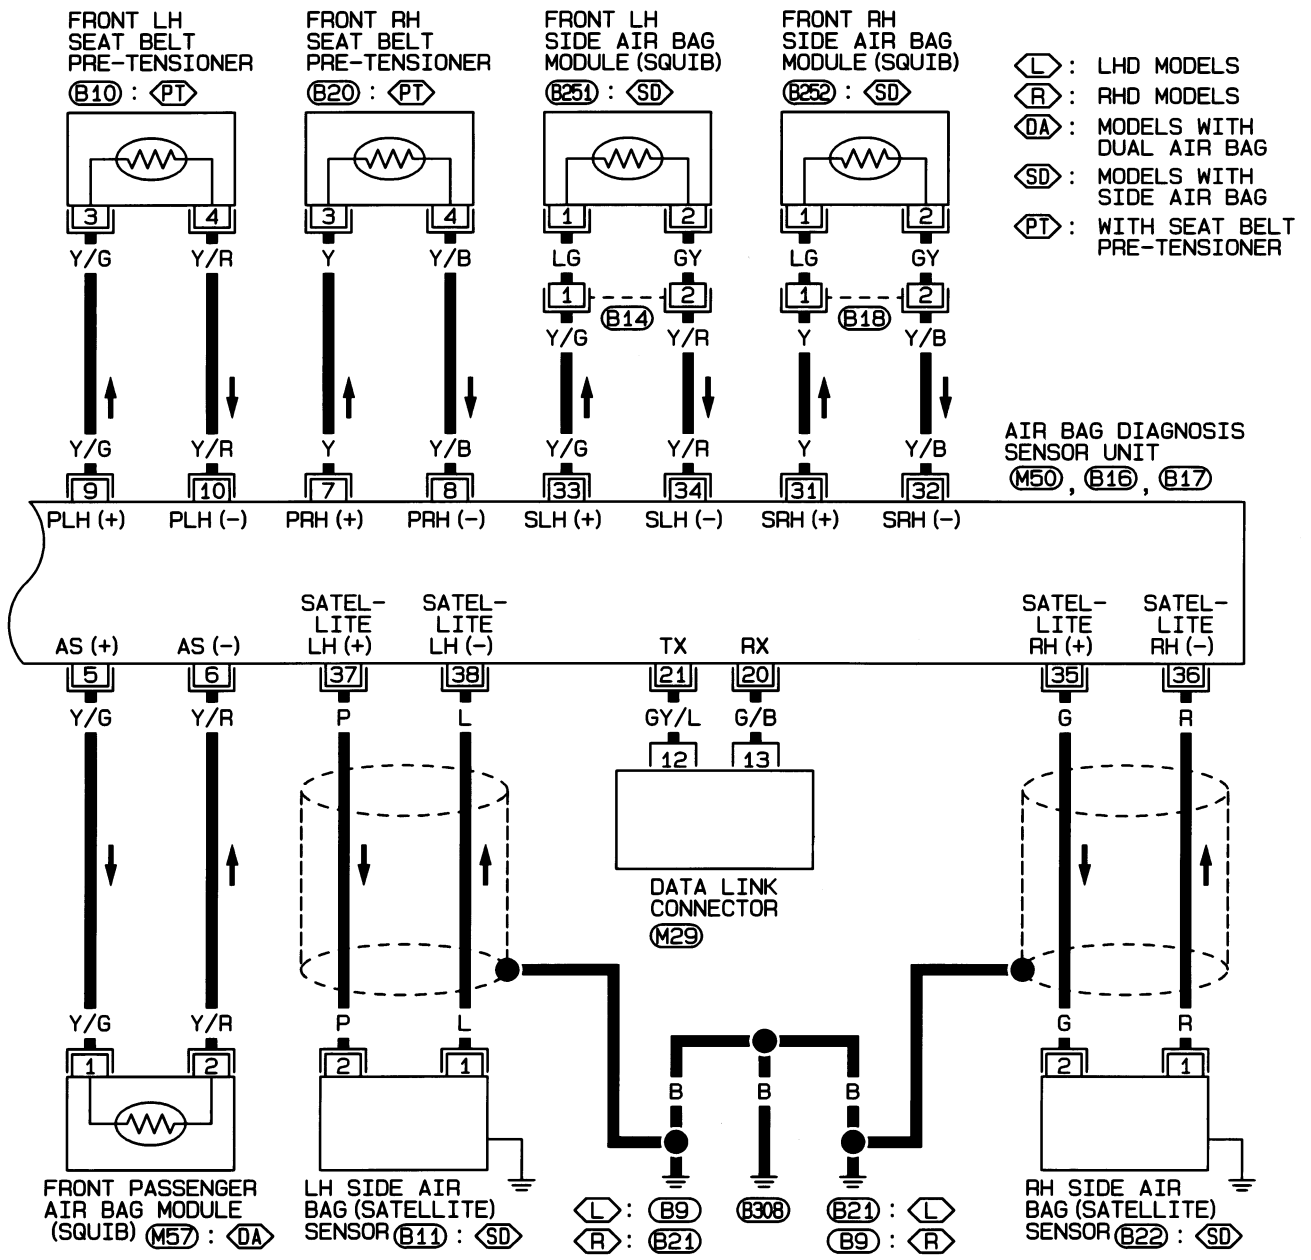 FRONT LH
SEAT BELT
PRE-TENSIONER
B10 : PT
FRONT RH
SEAT BELT
PRE-TENSIONER
B20 : PT
FRONT LH
SIDE AIR BAG
MODULE (SQUIB)
B251 : SD
FRONT RH
SIDE AIR BAG
MODULE (SQUIB)
B252 : SD
L : LHD MODELS
R : RHD MODELS
DA : MODELS WITH
DUAL AIR BAG
SD : MODELS WITH
SIDE AIR BAG
PT : WITH SEAT BELT
PRE-TENSIONER
3 4 3 4 1 2 1 2
Y/G Y/R Y Y/B LG GY LG GY
1 2 1 2
B14 B18
Y/G Y/R Y Y/B
Y/G Y/R Y Y/B Y/G Y/R Y Y/B
AIR BAG DIAGNOSIS
SENSOR UNIT
M50 , B16 , B17
9 10 7 8 33 34 31 32
PLH (+) PLH (-) PRH (+) PRH (-) SLH (+) SLH (-) SRH (+) SRH (-)
AS (+) AS (-)
SATEL-
LITE
LH (+)
SATEL-
LITE
LH (-)
TX RX
SATEL-
LITE
RH (+)
SATEL-
LITE
RH (-)
5 6 37 38 21 20 35 36
Y/G Y/R P L GY/L G/B G R
12 13
DATA LINK
CONNECTOR
M29
Y/G Y/R P L G R
1 2 2 1 2 1
B B B
FRONT PASSENGER
AIR BAG MODULE
(SQUIB) M57 : DA
LH SIDE AIR
BAG (SATELLITE)
SENSOR B11 : SD
L : B9
R : B21
B308
B21 : L
B9 : R
RH SIDE AIR
BAG (SATELLITE)
SENSOR B22 : SD